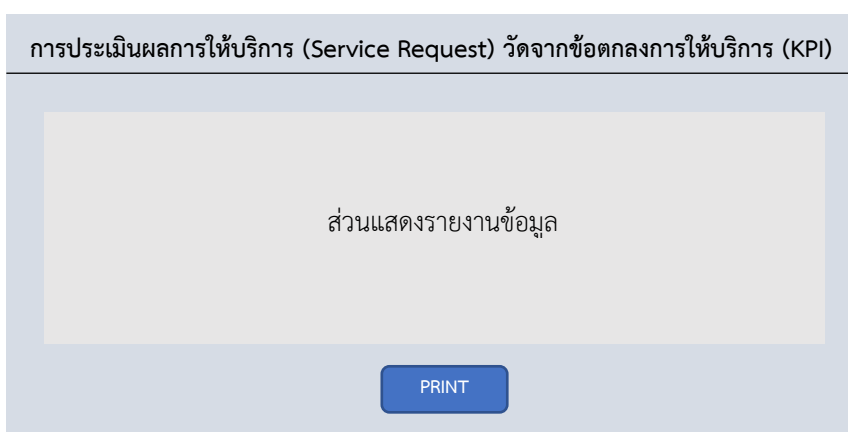 การประเมินผลการให้บริการ (Service Request) วัดจากข้อตกลงการให้บริการ (KPI)
ส่วนแสดงรายงานข้อมูล
PRINT